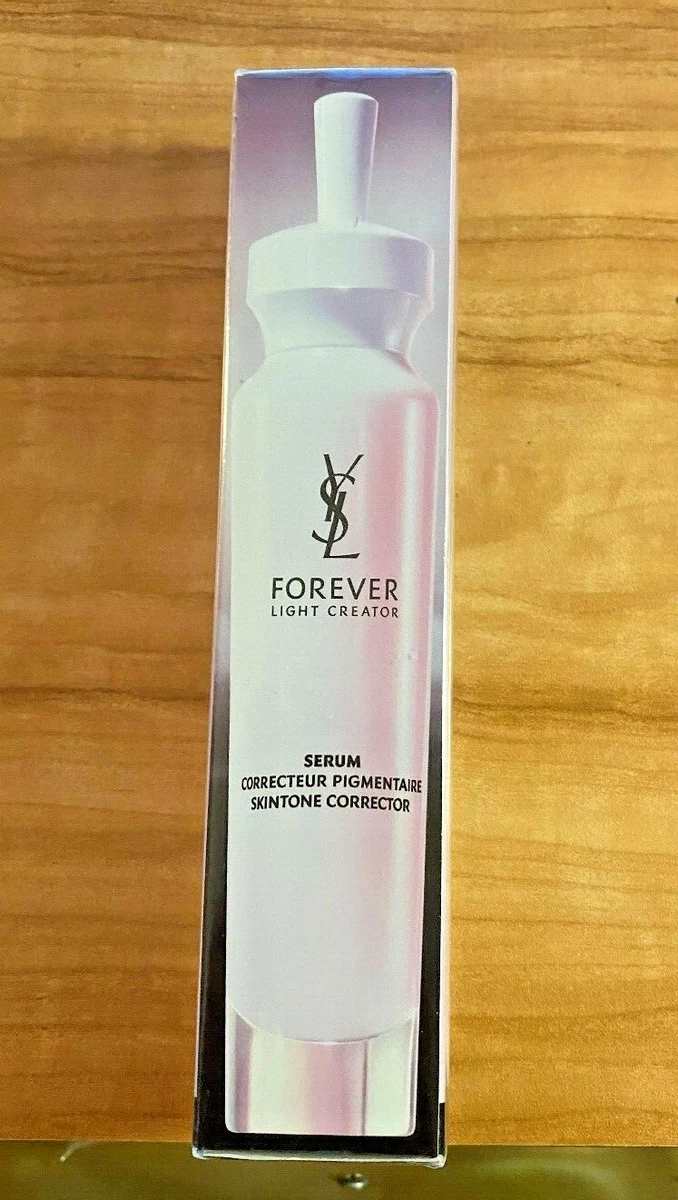 YSL
FOREVER
LIGHT CREATOR
SERUM
CORRECTEUR PIGMENTAIRE
SKINTONE CORRECTOR